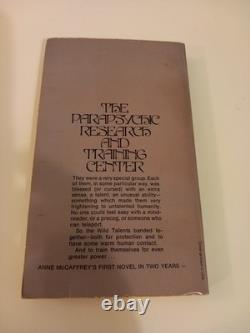 THE
PARAPSYCHIC
RESEARCH
AND
TRAINING
CENTER
They were a very special group. Each of
them, in some particular way, was
blessed (or cursed) with an extra
sense, a talent, an unusual ability—
something which made them very
frightening to untalented humanity.
No one could feel easy with a mind-
reader, or a precog, or someone who
can teleport.
So the Wild Talents banded to-
gether—both for protection and to
have some warm human contact.
And to train themselves for even
greater power . . .
ANNE McCAFFREY'S FIRST NOVEL IN TWO YEARS —
ebay